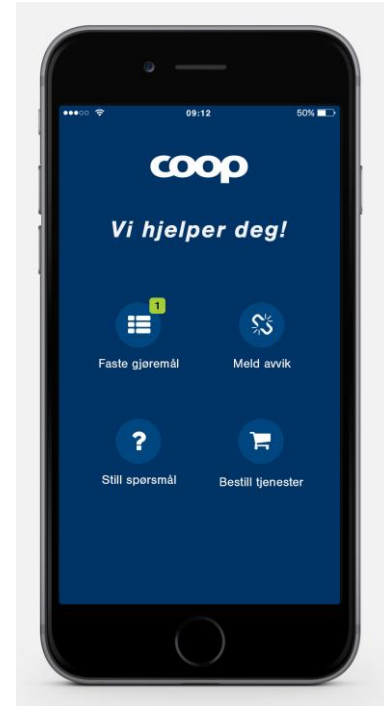 09:12 50%
coop
Vi hjelper deg!
1
Faste gjøremål Meld avvik
?
Still spørsmål Bestill tjenester